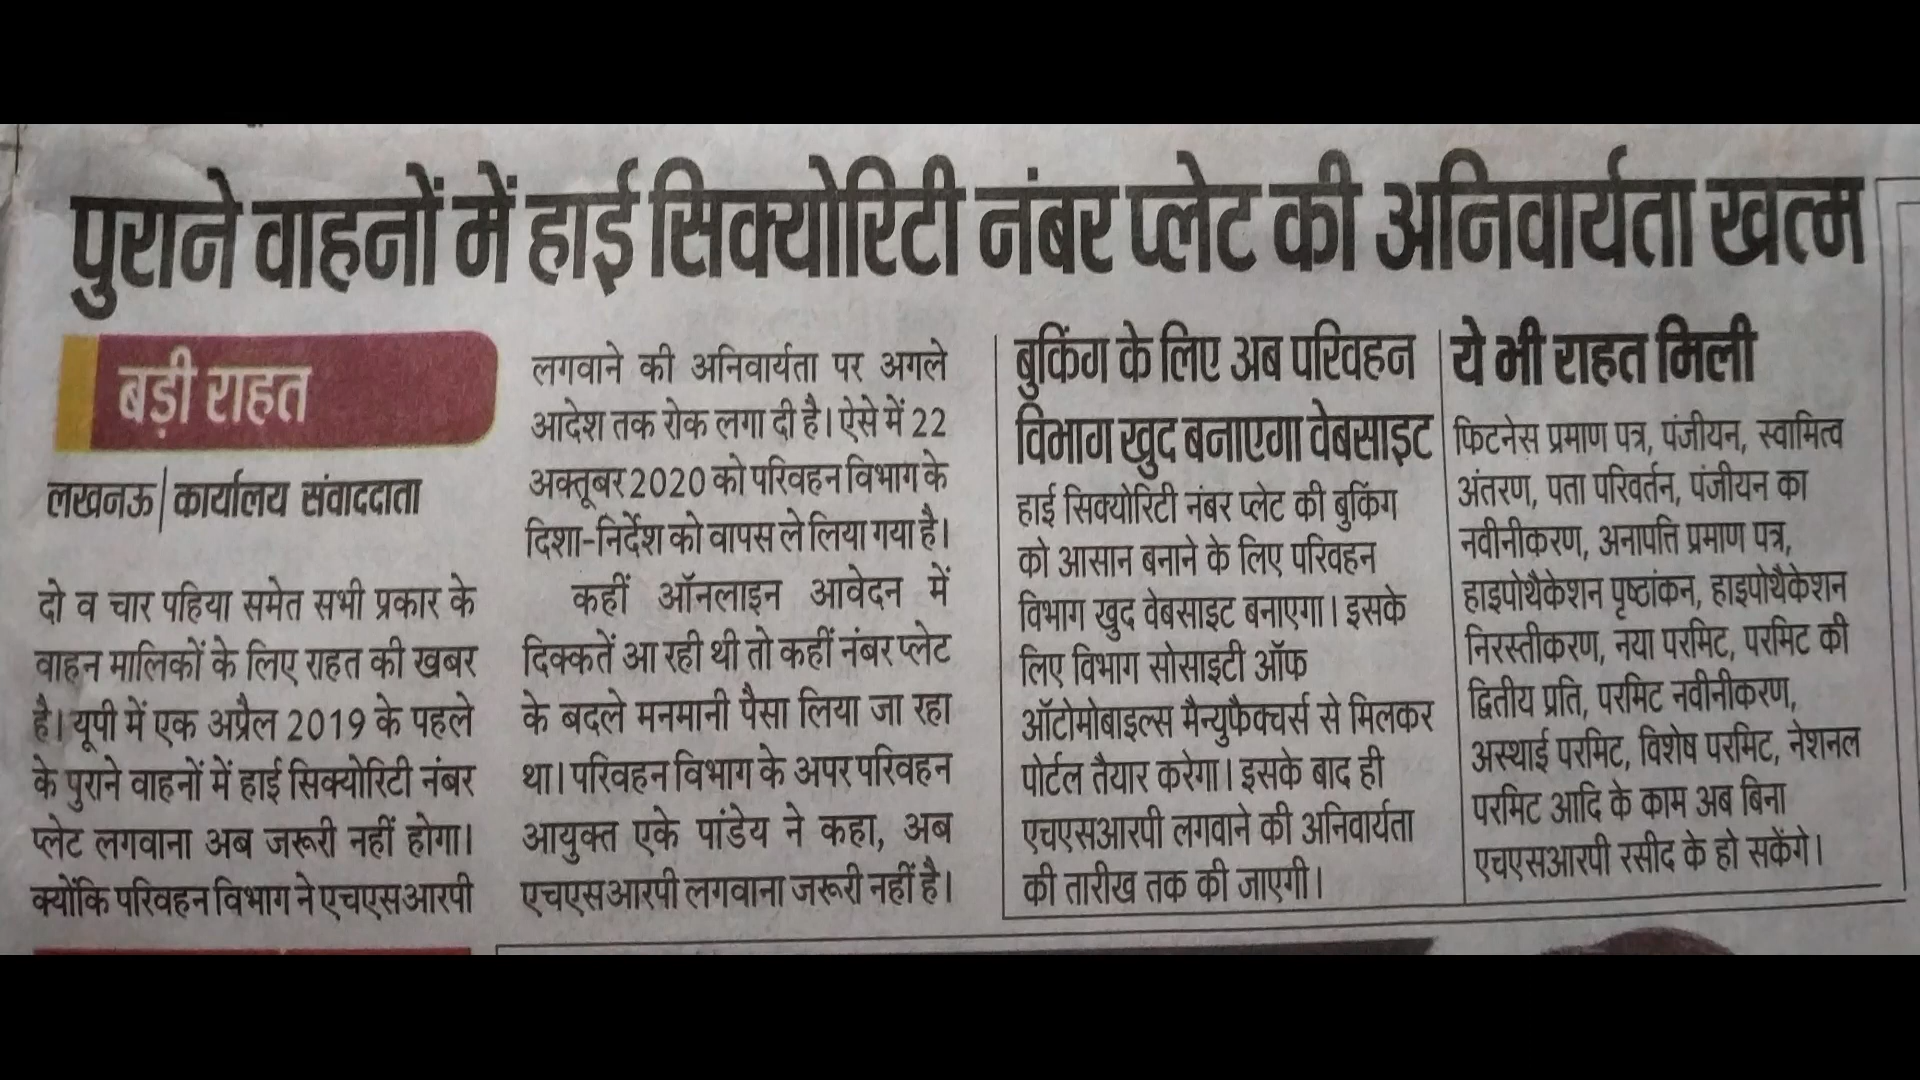 पुराने वाहनों में हाई सिक्योरिटी नंबर प्लेट की अनिवार्यता खत्म
बड़ी राहत
लखनऊ | कार्यालय संवाददाता
दो व चार पहिया समेत सभी प्रकार के
वाहन मालिकों के लिए राहत की खबर
है। यूपी में एक अप्रैल 2019 के पहले
के पुराने वाहनों में हाई सिक्योरिटी नंबर
प्लेट लगवाना अब जरूरी नहीं होगा।
क्योंकि परिवहन विभाग ने एचएसआरपी
लगवाने की अनिवार्यता पर अगले
आदेश तक रोक लगा दी है। ऐसे में 22
अक्तूबर 2020 को परिवहन विभाग के
दिशा-निर्देश को वापस ले लिया गया है।
कहीं ऑनलाइन आवेदन में
दिक्कतें आ रही थी तो कहीं नंबर प्लेट
के बदले मनमानी पैसा लिया जा रहा
था। परिवहन विभाग के अपर परिवहन
आयुक्त एके पांडेय ने कहा, अब
एचएसआरपी लगवाना जरूरी नहीं है।
बुकिंग के लिए अब परिवहन
विभाग खुद बनाएगा वेबसाइट
हाई सिक्योरिटी नंबर प्लेट की बुकिंग
को आसान बनाने के लिए परिवहन
विभाग खुद वेबसाइट बनाएगा। इसके
लिए विभाग सोसाइटी ऑफ
ऑटोमोबाइल्स मैन्युफैक्चर्स से मिलकर
पोर्टल तैयार करेगा। इसके बाद ही
एचएसआरपी लगवाने की अनिवार्यता
की तारीख तक की जाएगी।
ये भी राहत मिली
फिटनेस प्रमाण पत्र, पंजीयन, स्वामित्व
अंतरण, पता परिवर्तन, पंजीयन का
नवीनीकरण, अनापत्ति प्रमाण पत्र,
हाइपोथैकेशन पृष्ठांकन, हाइपोथैकेशन
निरस्तीकरण, नया परमिट, परमिट की
द्वितीय प्रति, परमिट नवीनीकरण,
अस्थाई परमिट, विशेष परमिट, नेशनल
परमिट आदि के काम अब बिना
एचएसआरपी रसीद के हो सकेंगे।